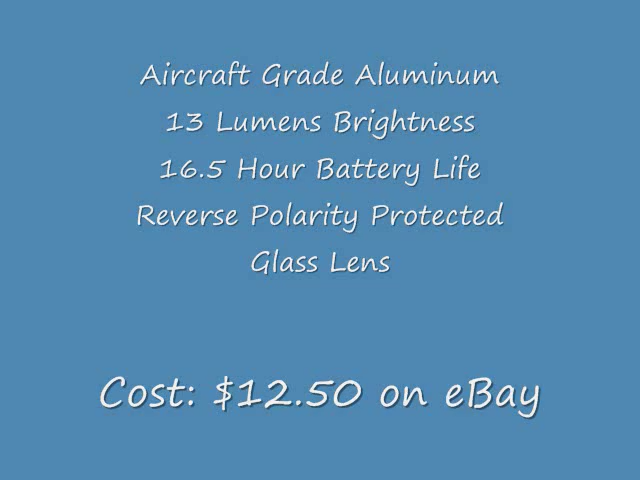 Aircraft Grade Aluminum
13 Lumens Brightness
16.5 Hour Battery Life
Reverse Polarity Protected
Glass Lens
Cost: $12.50 on eBay